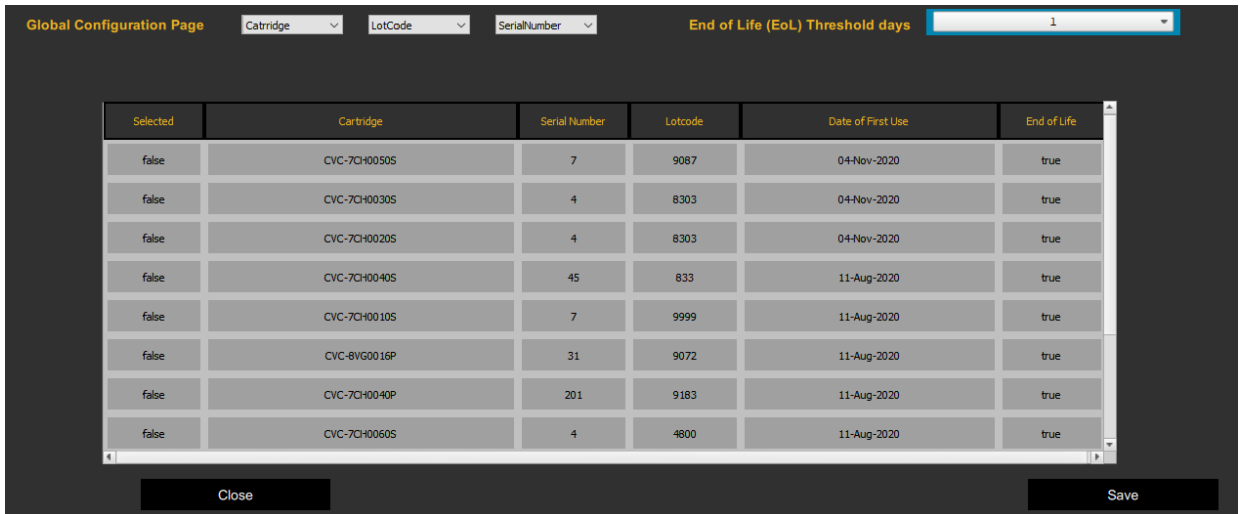 Global Configuration Page Catrridge LotCode SerialNumber End of Life (EoL) Threshold days 1
Selected Cartridge Serial Number Lotcode Date of First Use End of Life
false CVC-7CH0050S 7 9087 04-Nov-2020 true
false CVC-7CH0030S 4 8303 04-Nov-2020 true
false CVC-7CH0020S 4 8303 04-Nov-2020 true
false CVC-7CH0040S 45 833 11-Aug-2020 true
false CVC-7CH0010S 7 9999 11-Aug-2020 true
false CVC-8VG0016P 31 9072 11-Aug-2020 true
false CVC-7CH0040P 201 9183 11-Aug-2020 true
false CVC-7CH0060S 4 4800 11-Aug-2020 true
Close Save